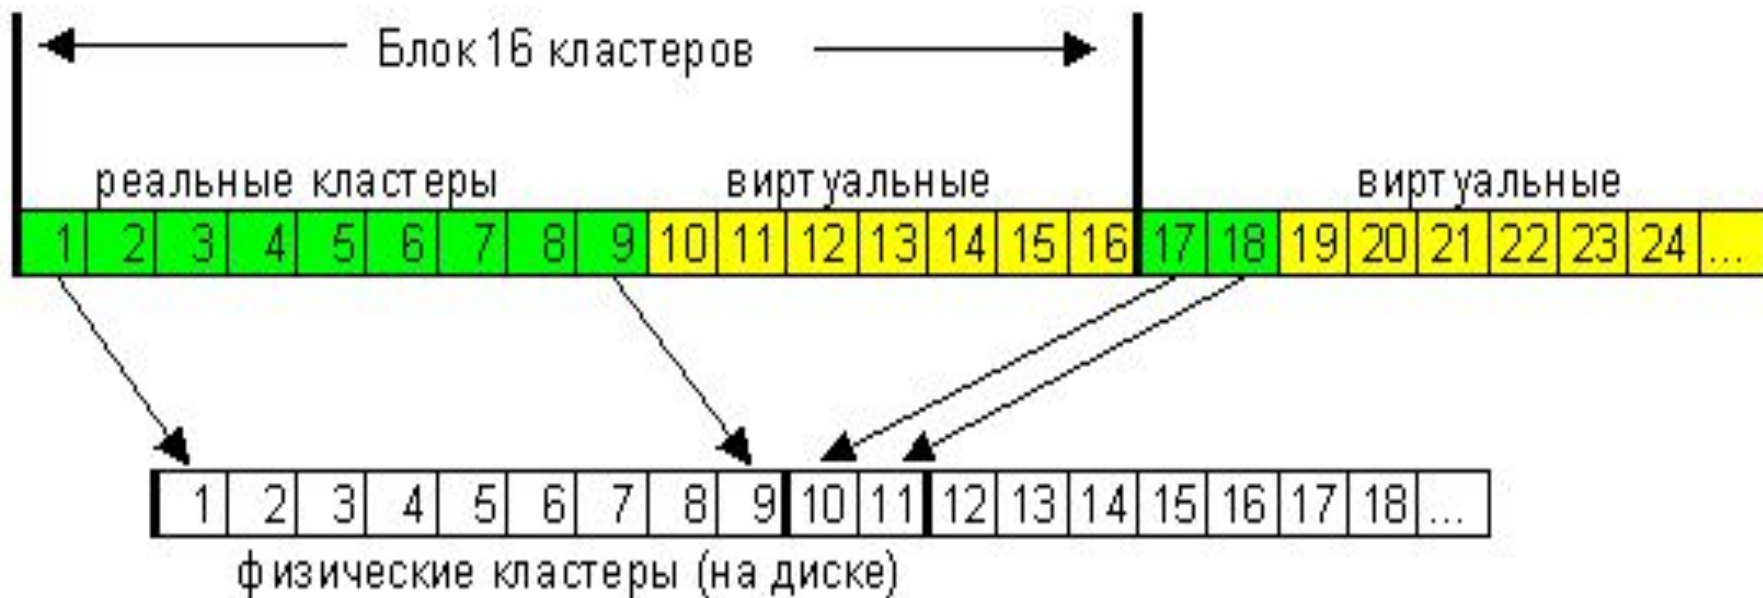 Блок 16 кластеров
реальные кластеры виртуальные виртуальные
1 2 3 4 5 6 7 8 9 10 11 12 13 14 15 16 17 18 19 20 21 22 23 24 ...
1 2 3 4 5 6 7 8 9 10 11 12 13 14 15 16 17 18 ...
физические кластеры (на диске)